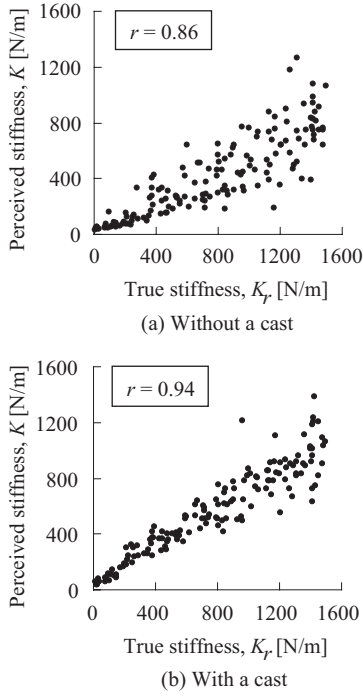 r = 0.86
Perceived stiffness, K [N/m]
1600
1200
800
400
0
0 400 800 1200 1600
True stiffness, Kr [N/m]
(a) Without a cast
r = 0.94
Perceived stiffness, K [N/m]
1600
1200
800
400
0
0 400 800 1200 1600
True stiffness, Kr [N/m]
(b) With a cast